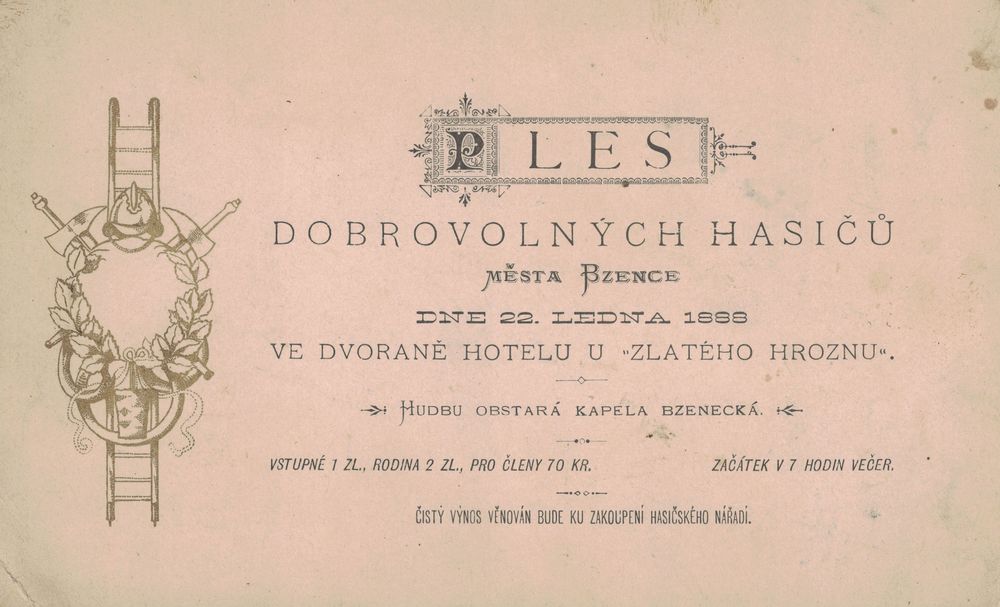 PLES
DOBROVOLNÝCH HASIČŮ
MĚSTA BZENCE
DNE 22. LEDNA 1888
VE DVORANĚ HOTELU U „ZLATÉHO HROZNU“.
HUDBU OBSTARÁ KAPELA BZENECKÁ.
VSTUPNÉ 1 ZL., RODINA 2 ZL., PRO ČLENY 70 KR. ZAČÁTEK V 7 HODIN VEČER.
ČISTÝ VÝNOS VĚNOVÁN BUDE KU ZAKOUPENÍ HASIČSKÉHO NÁŘADÍ.